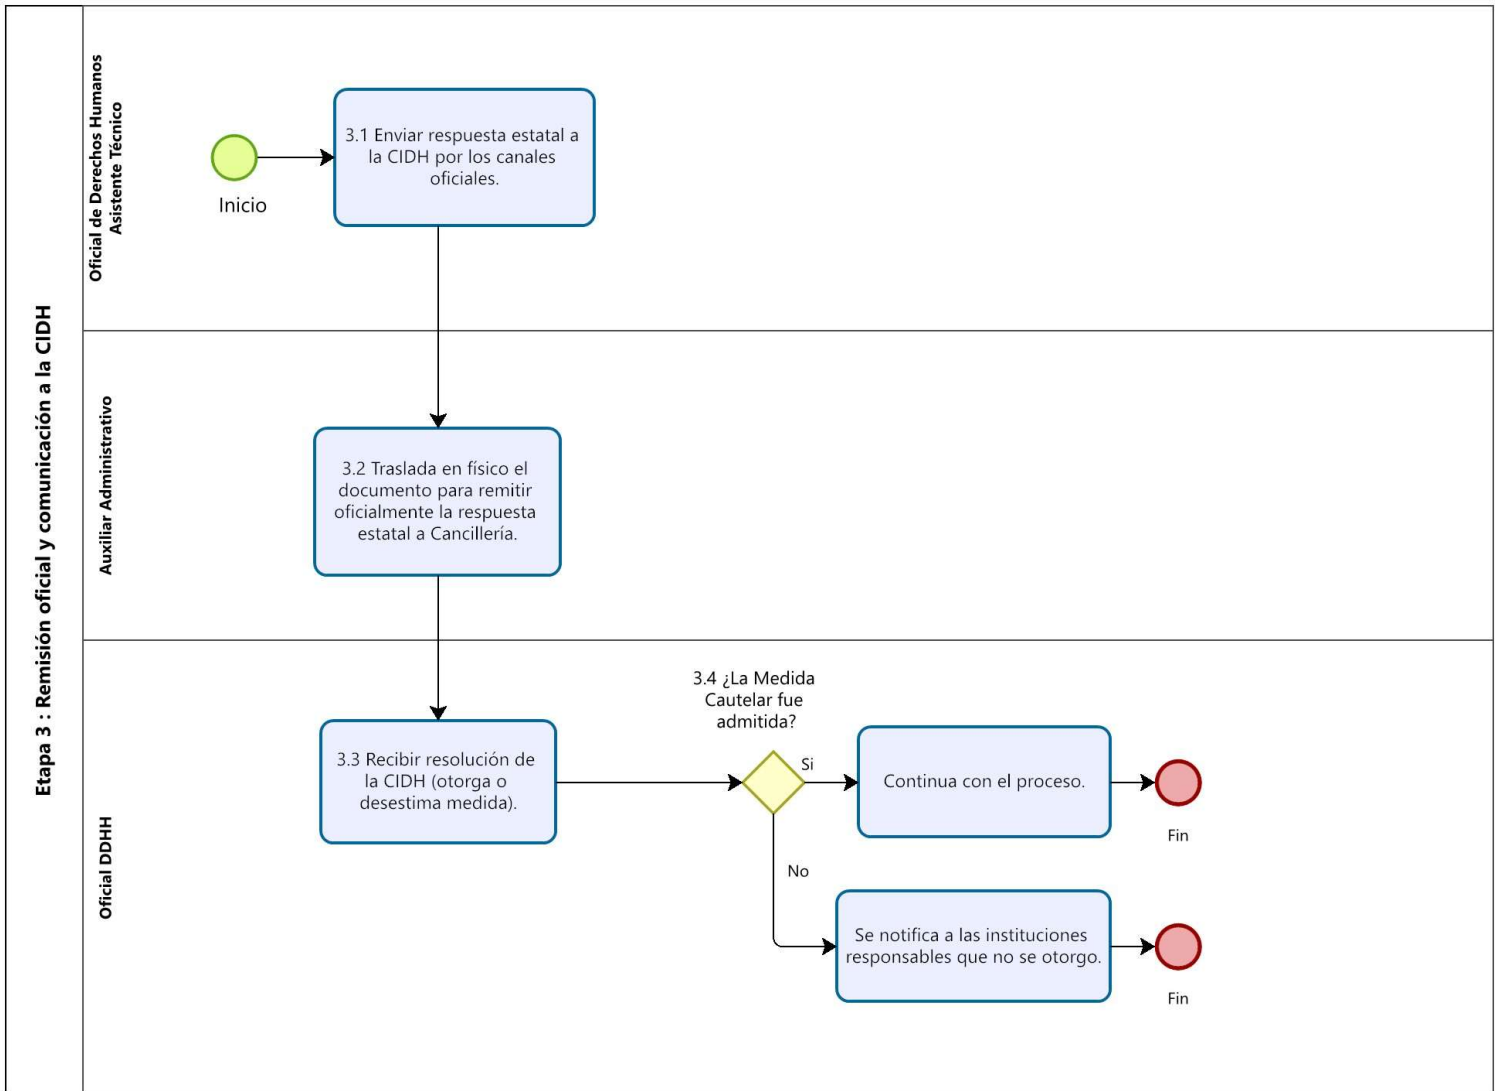 Etapa 3 : Remisión oficial y comunicación a la CIDH
Oficial de Derechos Humanos
Asistente Técnico
Inicio
3.1 Enviar respuesta estatal a
la CIDH por los canales
oficiales.
Auxiliar Administrativo
3.2 Traslada en físico el
documento para remitir
oficialmente la respuesta
estatal a Cancillería.
Oficial DDHH
3.3 Recibir resolución de
la CIDH (otorga o
desestima medida).
3.4 ¿La Medida
Cautelar fue
admitida?
Si
Continua con el proceso.
Fin
No
Se notifica a las instituciones
responsables que no se otorgo.
Fin